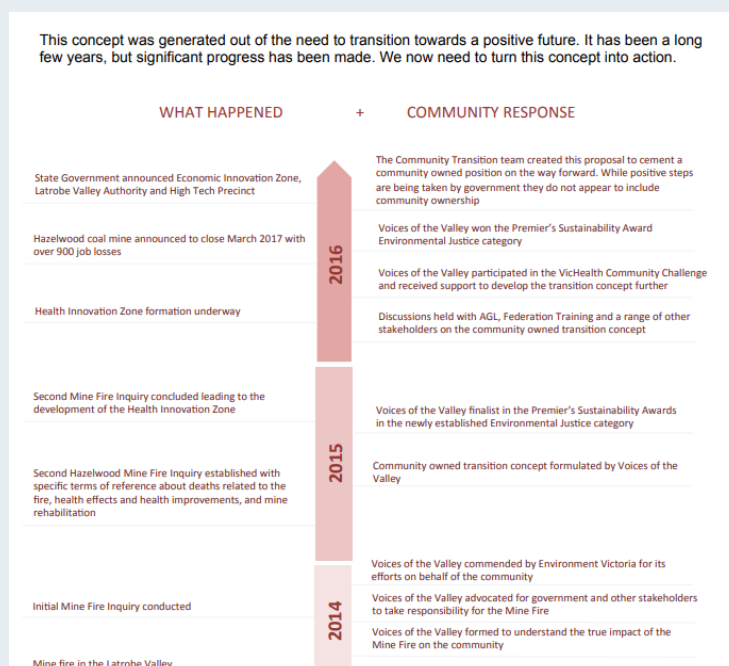 This concept was generated out of the need to transition towards a positive future. It has been a long
few years, but significant progress has been made. We now need to turn this concept into action.
WHAT HAPPENED + COMMUNITY RESPONSE
State Government announced Economic Innovation Zone,
Latrobe Valley Authority and High Tech Precinct
Hazelwood coal mine announced to close March 2017 with
over 900 job losses
Health Innovation Zone formation underway
2016
The Community Transition team created this proposal to cement a
community owned position on the way forward. While positive steps
are being taken by government they do not appear to include
community ownership
Voices of the Valley won the Premier's Sustainability Award
Environmental Justice category
Voices of the Valley participated in the VicHealth Community Challenge
and received support to develop the transition concept further
Discussions held with AGL, Federation Training and a range of other
stakeholders on the community owned transition concept
Second Mine Fire Inquiry concluded leading to the
development of the Health Innovation Zone
Second Hazelwood Mine Fire Inquiry established with
specific terms of reference about deaths related to the
fire, health effects and health improvements, and mine
rehabilitation
2015
Voices of the Valley finalist in the Premier's Sustainability Awards
in the newly established Environmental Justice category
Community owned transition concept formulated by Voices of the
Valley
Initial Mine Fire Inquiry conducted
Mine fire in the Latrobe Valley
2014
Voices of the Valley commended by Environment Victoria for its
efforts on behalf of the community
Voices of the Valley advocated for government and other stakeholders
to take responsibility for the Mine Fire
Voices of the Valley formed to understand the true impact of the
Mine Fire on the community